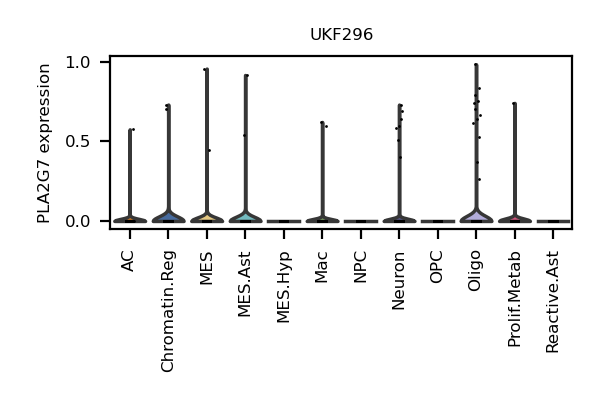 UKF296
PLA2G7 expression
1.0
0.5
0.0
AC
Chromatin.Reg
MES
MES.Ast
MES.Hyp
Mac
NPC
Neuron
OPC
Oligo
Prolif.Metab
Reactive.Ast